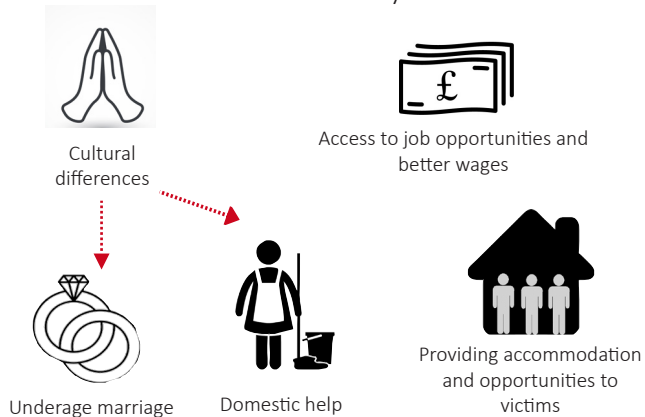 Cultural
differences
Access to job opportunities and
better wages
£
Underage marriage
Domestic help
Providing accommodation
and opportunities to
victims